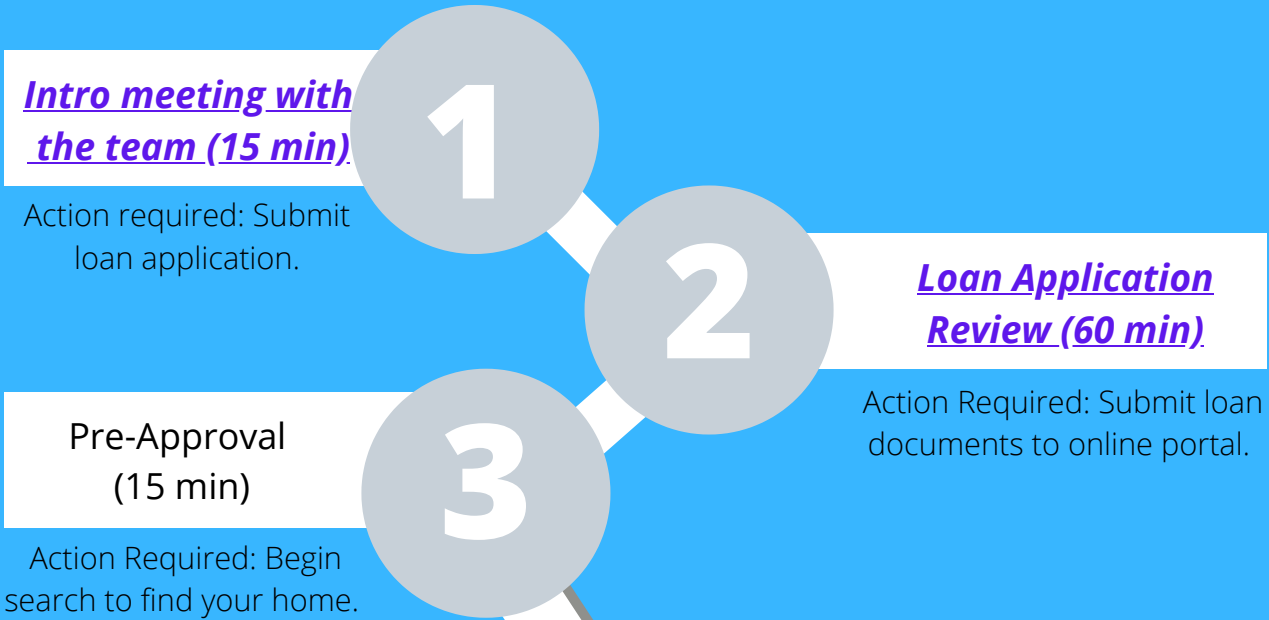 1
Intro meeting with
the team (15 min)
Action required: Submit
loan application.
2
Loan Application
Review (60 min)
Action Required: Submit loan
documents to online portal.
3
Pre-Approval
(15 min)
Action Required: Begin
search to find your home.